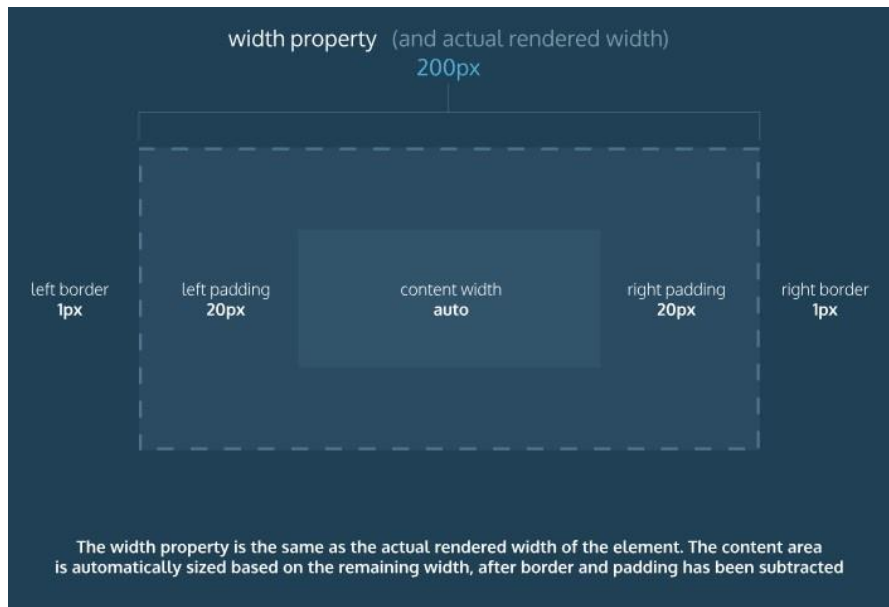 width property (and actual rendered width)
200px
left border
1px
left padding
20px
content width
auto
right padding
20px
right border
1px
The width property is the same as the actual rendered width of the element. The content area
is automatically sized based on the remaining width, after border and padding has been subtracted